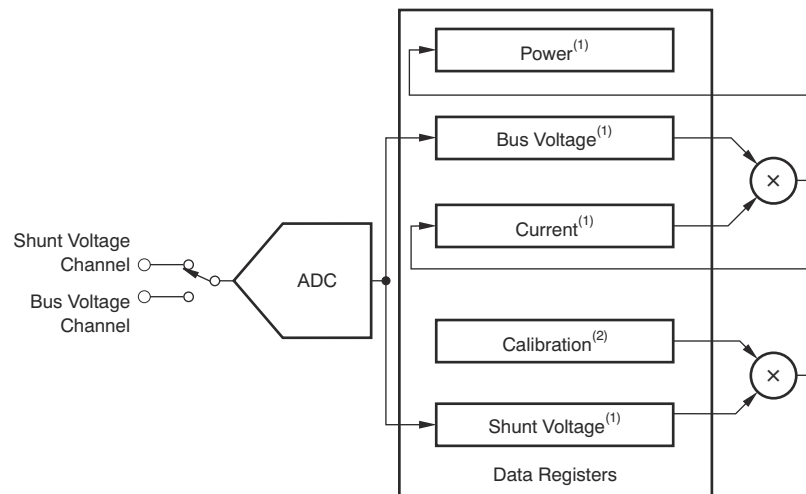 Power(1)
Bus Voltage(1)
Shunt Voltage
Channel
Bus Voltage
Channel
ADC
Current(1)
Calibration(2)
Shunt Voltage(1)
Data Registers
×
×